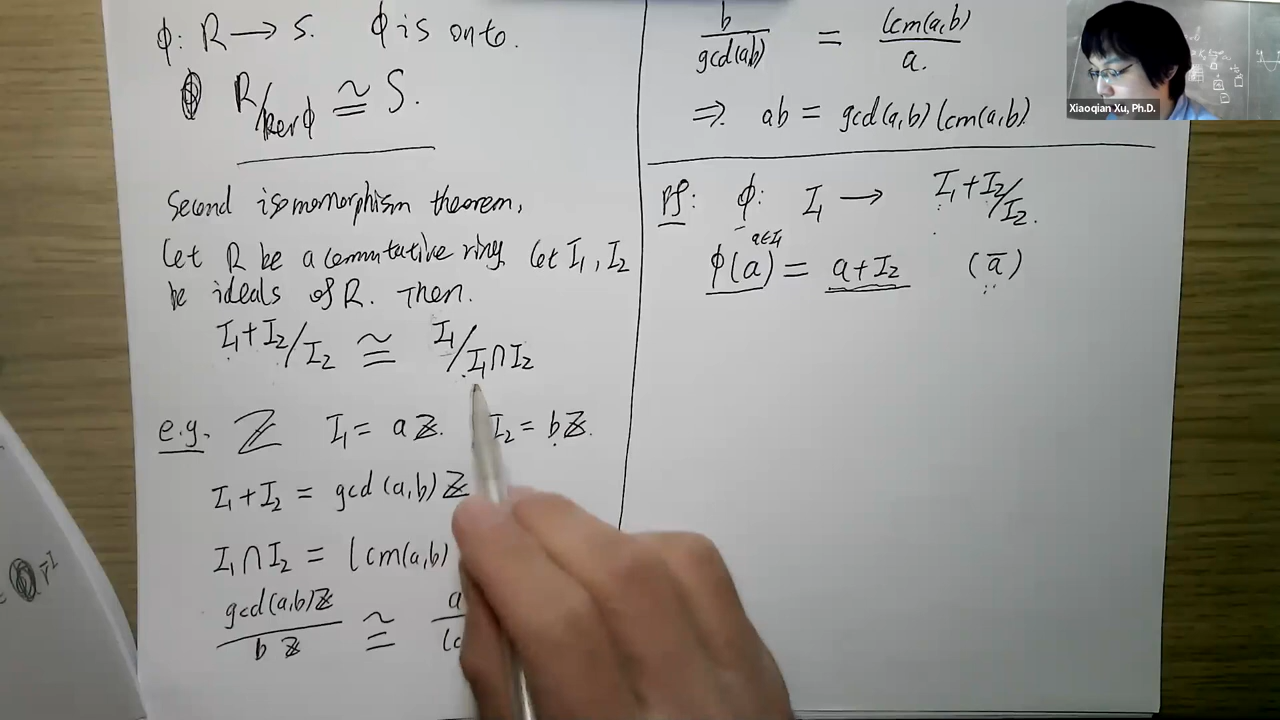 ϕ: R → S. ϕ is onto.
R/kerϕ ≅ S.
Second isomorphism theorem,
Let R be a commutative ring. Let I₁, I₂
be ideals of R. Then.
I₁+I₂/I₂ ≅ I₁/I₁∩I₂
e.g. ℤ I₁ = aℤ. I₂ = bℤ.
I₁+I₂ = gcd(a,b)ℤ
I₁∩I₂ = lcm(a,b)
gcd(a,b)ℤ/bℤ ≅ a
b/gcd(a,b) = lcm(a,b)/a.
⇒ ab = gcd(a,b) lcm(a,b)
pf: ϕ: I₁ → I₁+I₂/I₂.
a∈I₁
ϕ(a) = a+I₂ (ā)
Xiaoqian Xu, Ph.D.